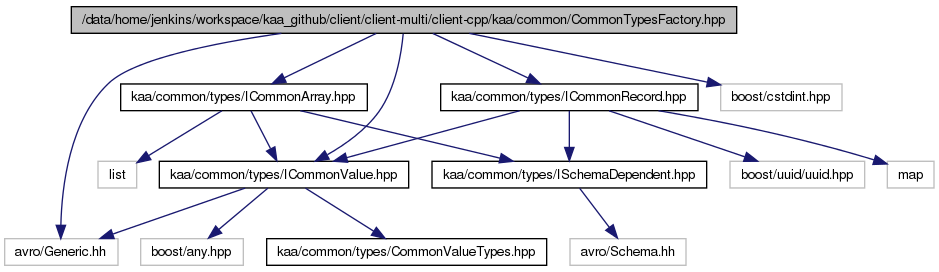 /data/home/jenkins/workspace/kaa_github/client/client-multi/client-cpp/kaa/common/CommonTypesFactory.hpp
kaa/common/types/ICommonArray.hpp
kaa/common/types/ICommonRecord.hpp
boost/cstdint.hpp
list
kaa/common/types/ICommonValue.hpp
kaa/common/types/ISchemaDependent.hpp
boost/uuid/uuid.hpp
map
avro/Generic.hh
boost/any.hpp
kaa/common/types/CommonValueTypes.hpp
avro/Schema.hh